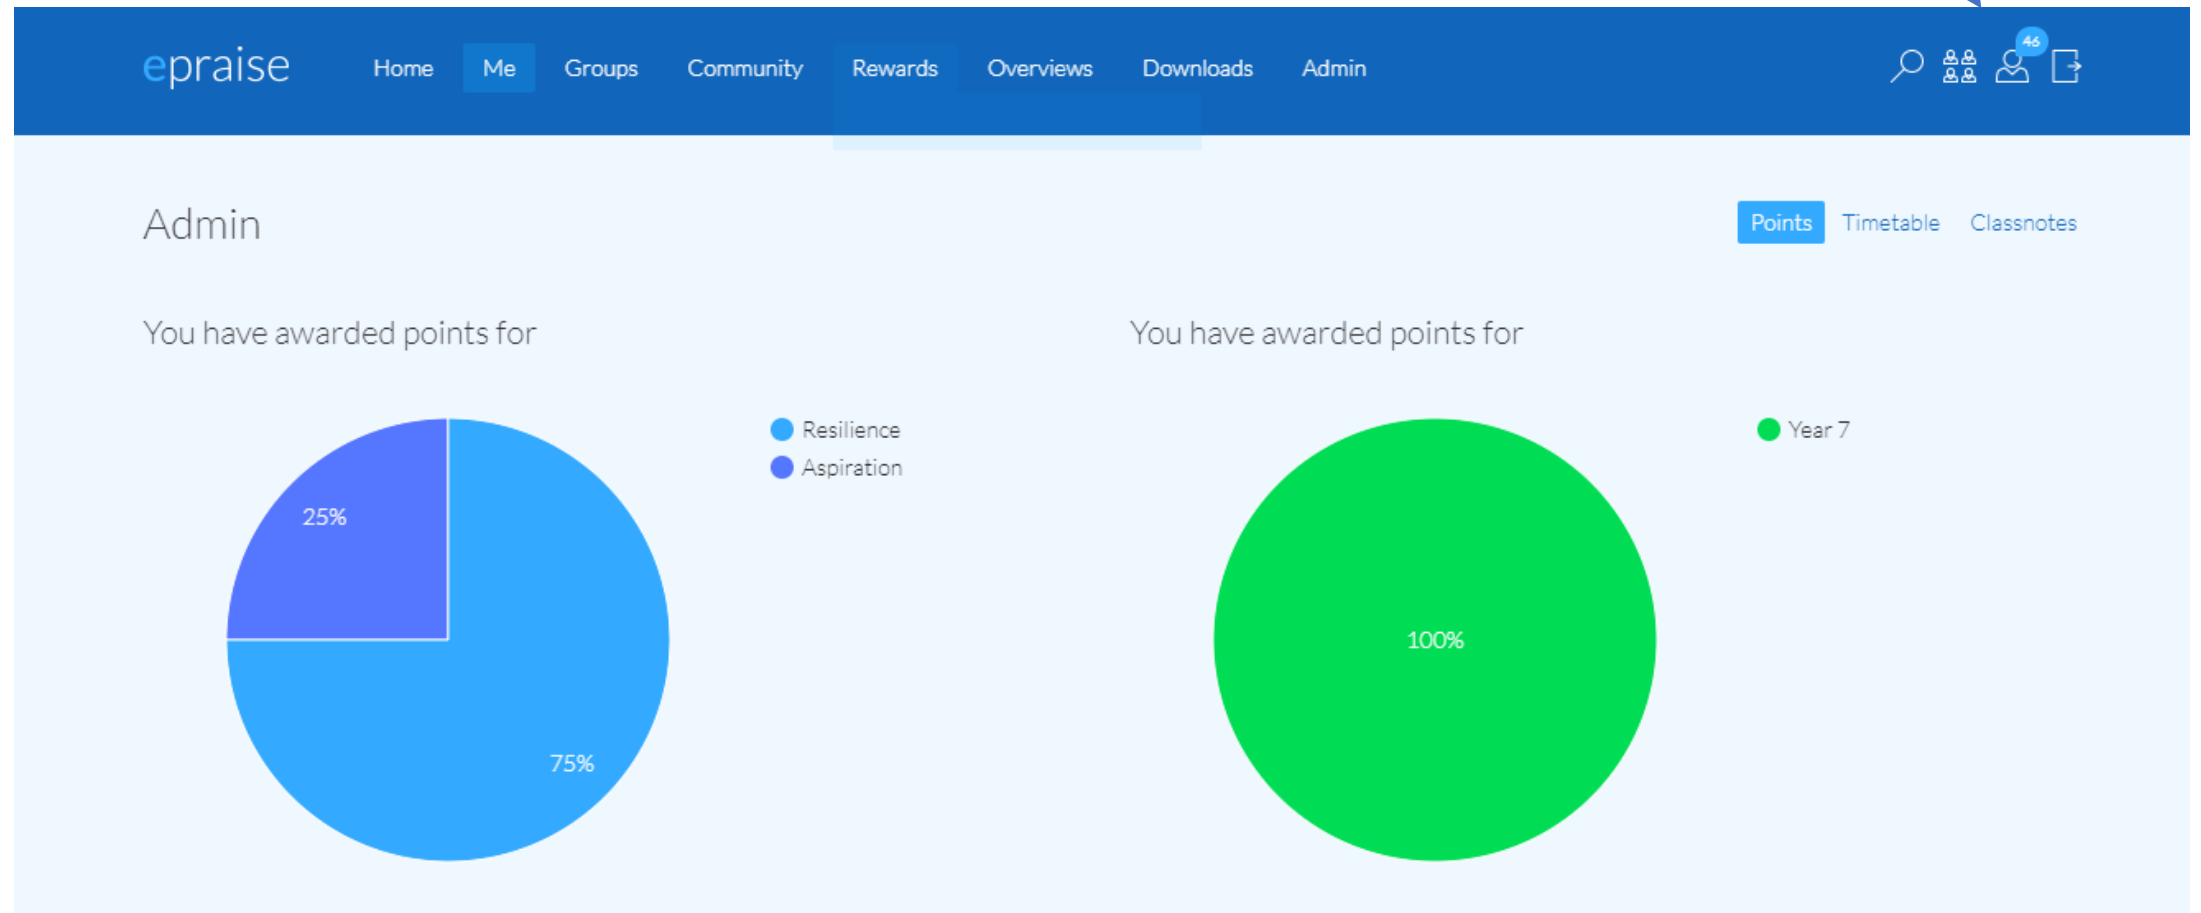 epraise Home Me Groups Community Rewards Overviews Downloads Admin 46
Admin Points Timetable Classnotes
You have awarded points for
Resilience
Aspiration
25%
75%
You have awarded points for
Year 7
100%